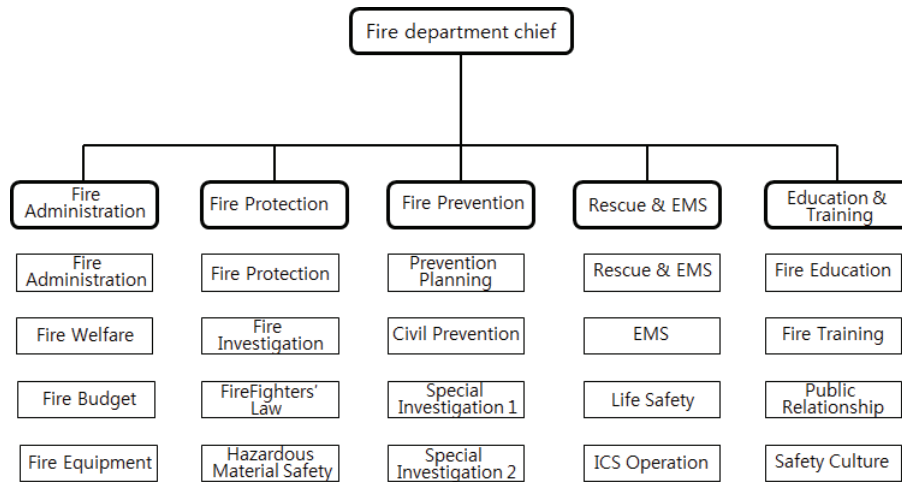 Fire department chief
Fire
Administration
Fire Protection
Fire Prevention
Rescue & EMS
Education &
Training
Fire
Administration
Fire Protection
Prevention
Planning
Rescue & EMS
Fire Education
Fire Welfare
Fire
Investigation
Civil Prevention
EMS
Fire Training
Fire Budget
FireFighters'
Law
Special
Investigation 1
Life Safety
Public
Relationship
Fire Equipment
Hazardous
Material Safety
Special
Investigation 2
ICS Operation
Safety Culture